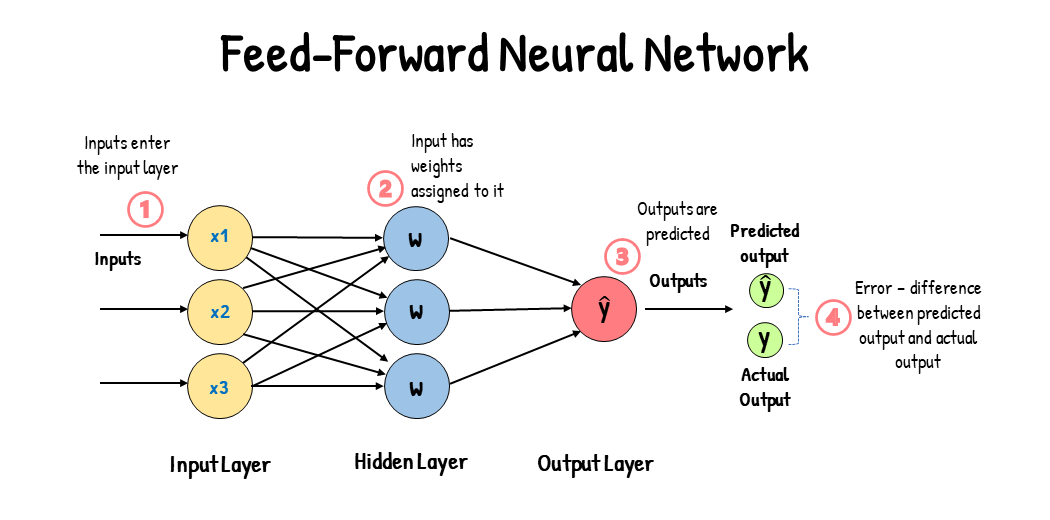 Feed-Forward Neural Network
Inputs enter
the input layer
1
Inputs
x1
x2
x3
Input Layer
Input has
weights
assigned to it
2
w
w
w
Hidden Layer
Outputs are
predicted
3
ŷ
Output Layer
Outputs
Predicted
output
ŷ
y
Actual
Output
4
Error - difference
between predicted
output and actual
output